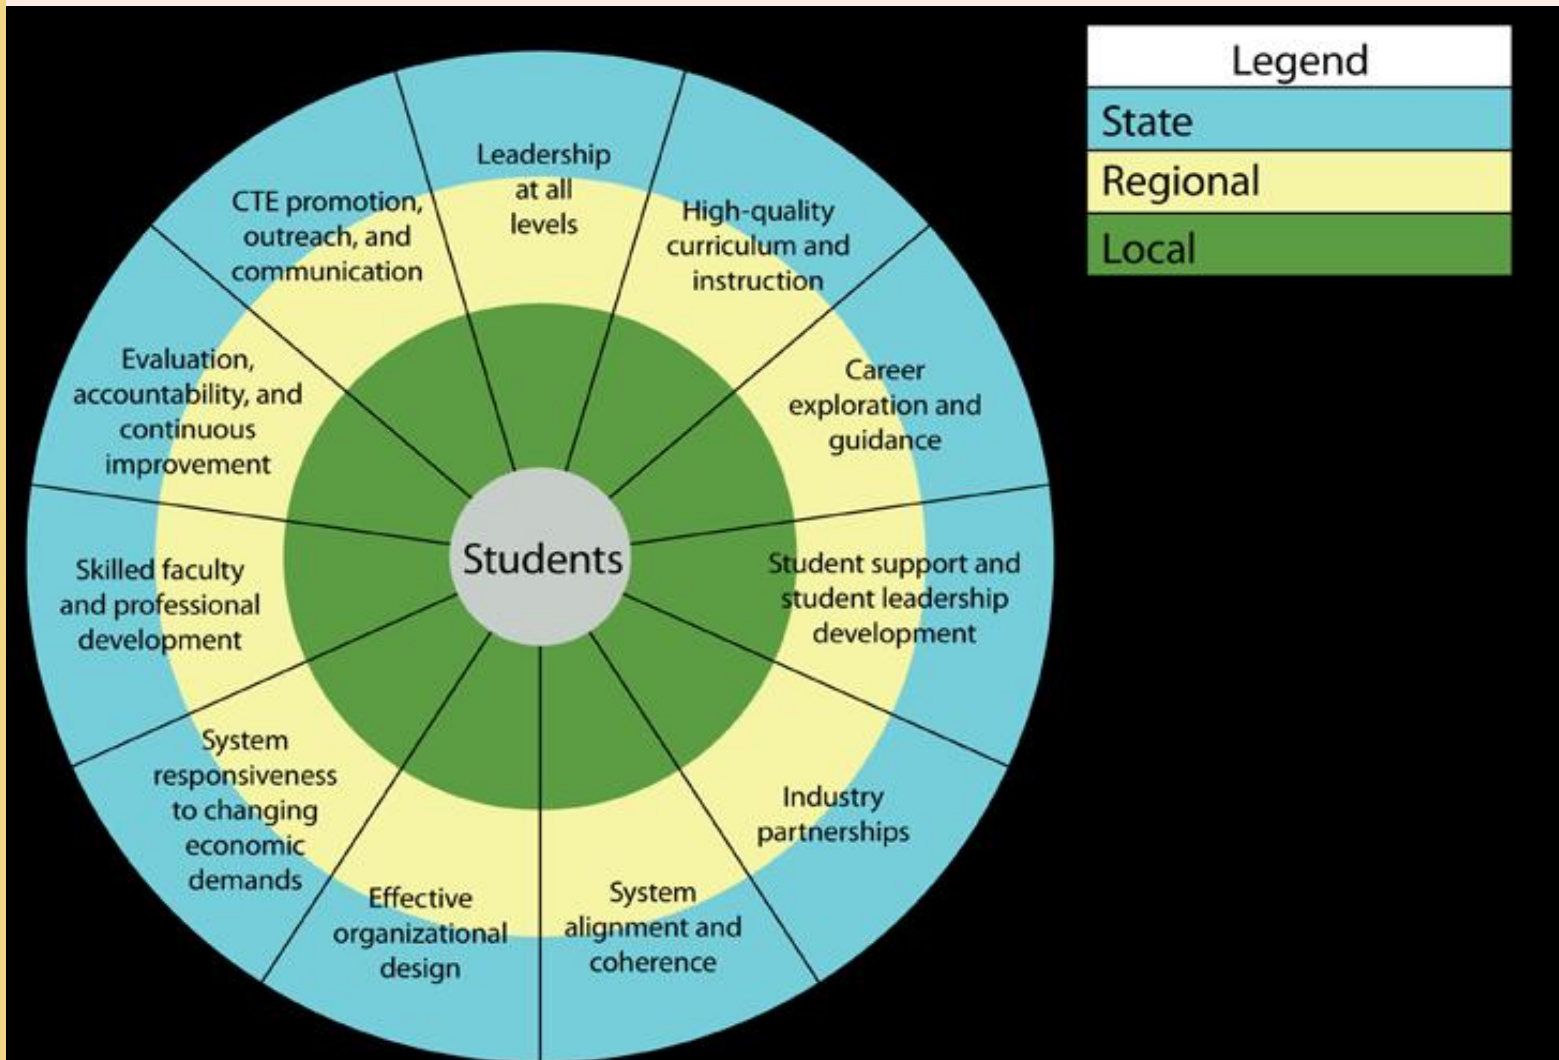 Legend
State
Regional
Local
Leadership
at all
levels
High-quality
curriculum and
instruction
Career
exploration and
guidance
Student support and
student leadership
development
Industry
partnerships
System
alignment and
coherence
Effective
organizational
design
System
responsiveness
to changing
economic
demands
Skilled faculty
and professional
development
Evaluation,
accountability, and
continuous
improvement
CTE promotion,
outreach, and
communication
Students